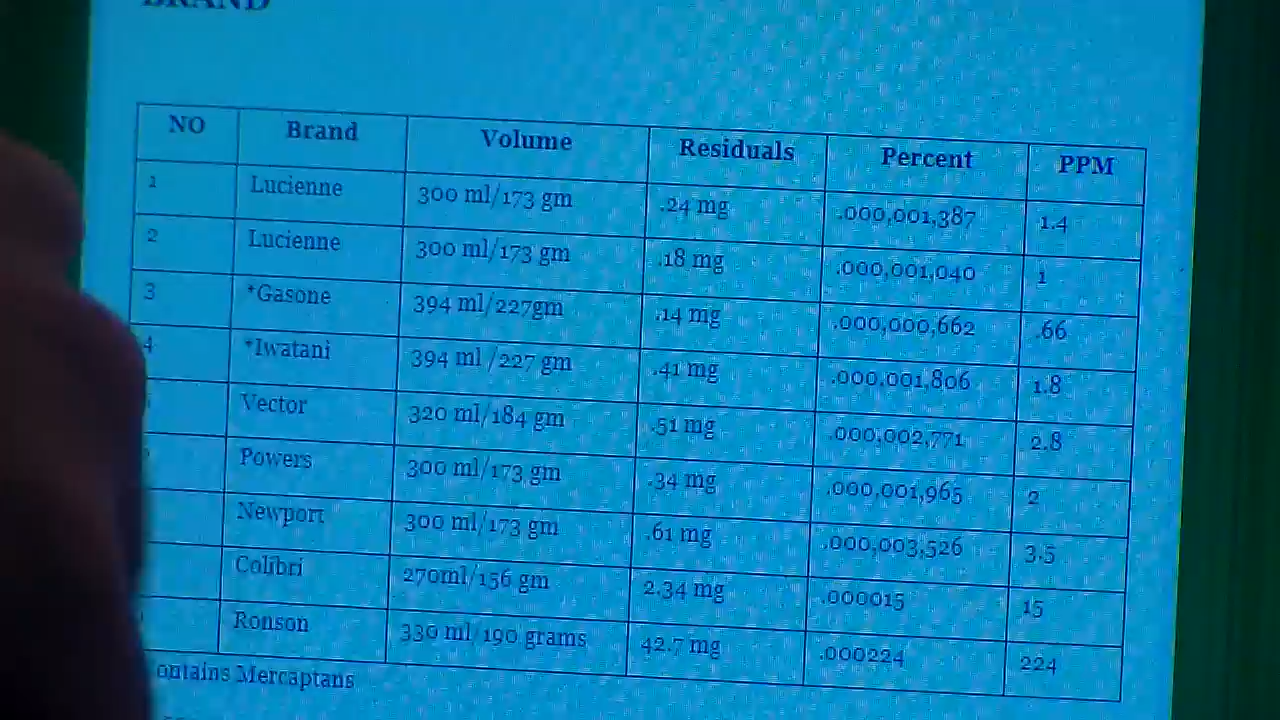 BRAND
NO Brand Volume Residuals Percent PPM
1 Lucienne 300 ml/173 gm .24 mg .000,001,387 1.4
2 Lucienne 300 ml/173 gm .18 mg .000,001,040 1
3 *Gasone 394 ml/227gm .14 mg .000,000,662 .66
4 *Iwatani 394 ml /227 gm .41 mg .000,001,806 1.8
Vector 320 ml/184 gm .51 mg .000,002,771 2.8
Powers 300 ml/173 gm .34 mg .000,001,965 2
Newport 300 ml/173 gm .61 mg .000,003,526 3.5
Colibri 270ml/156 gm 2.34 mg .000015 15
Ronson 330 ml/190 grams 42.7 mg .000224 224
ontains Mercaptans